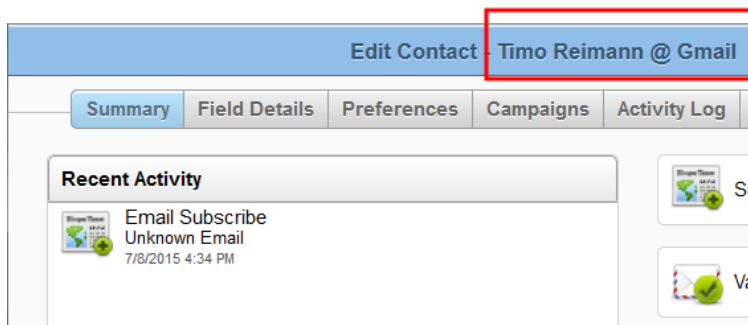 Edit Contact - Timo Reimann @ Gmail
Summary
Field Details
Preferences
Campaigns
Activity Log
Recent Activity
Email Subscribe
Unknown Email
7/8/2015 4:34 PM